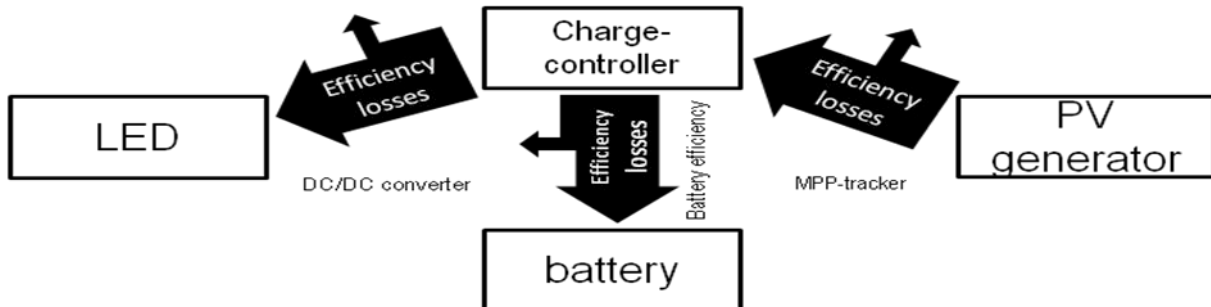 Charge-
controller
Efficiency
losses
Efficiency
losses
LED
PV
generator
Efficiency
losses
Battery efficiency
DC/DC converter
MPP-tracker
battery